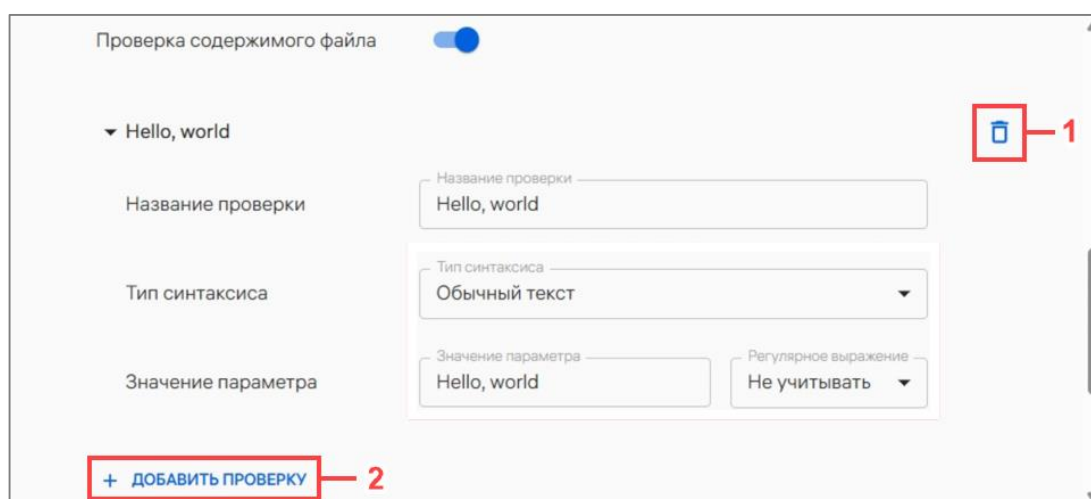 Проверка содержимого файла
Hello, world
1
Название проверки
Название проверки
Hello, world
Тип синтаксиса
Тип синтаксиса
Обычный текст
Значение параметра
Значение параметра
Hello, world
Регулярное выражение
Не учитывать
+ ДОБАВИТЬ ПРОВЕРКУ
2